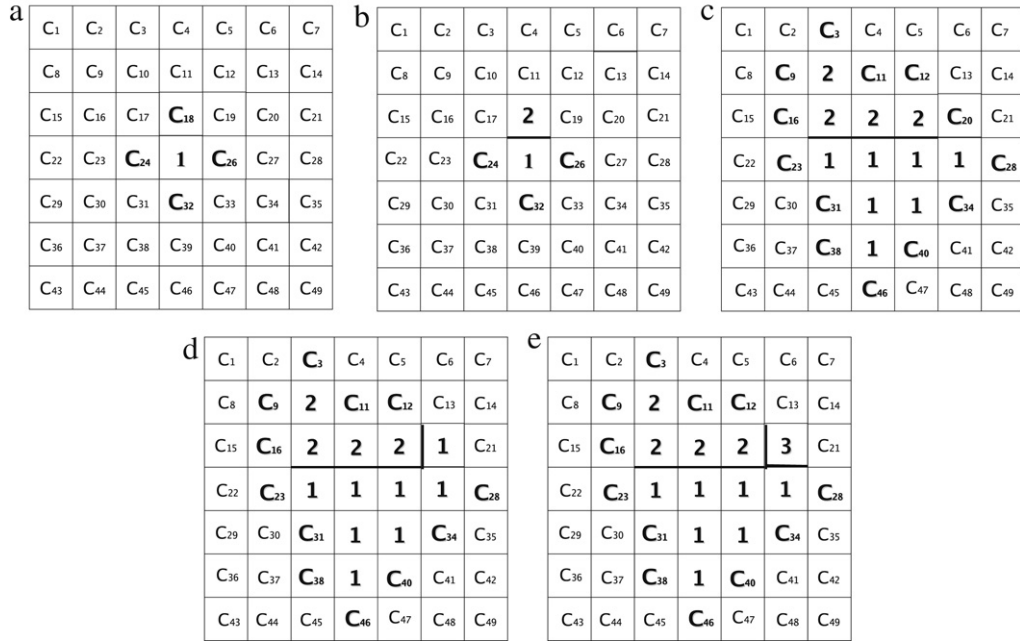 a
C1 C2 C3 C4 C5 C6 C7
C8 C9 C10 C11 C12 C13 C14
C15 C16 C17 C18 C19 C20 C21
C22 C23 C24 1 C26 C27 C28
C29 C30 C31 C32 C33 C34 C35
C36 C37 C38 C39 C40 C41 C42
C43 C44 C45 C46 C47 C48 C49
b
C1 C2 C3 C4 C5 C6 C7
C8 C9 C10 C11 C12 C13 C14
C15 C16 C17 2 C19 C20 C21
C22 C23 C24 1 C26 C27 C28
C29 C30 C31 C32 C33 C34 C35
C36 C37 C38 C39 C40 C41 C42
C43 C44 C45 C46 C47 C48 C49
c
C1 C2 C3 C4 C5 C6 C7
C8 C9 2 C11 C12 C13 C14
C15 C16 2 2 2 C20 C21
C22 C23 1 1 1 1 C28
C29 C30 C31 1 1 C34 C35
C36 C37 C38 1 C40 C41 C42
C43 C44 C45 C46 C47 C48 C49
d
C1 C2 C3 C4 C5 C6 C7
C8 C9 2 C11 C12 C13 C14
C15 C16 2 2 2 1 C21
C22 C23 1 1 1 1 C28
C29 C30 C31 1 1 C34 C35
C36 C37 C38 1 C40 C41 C42
C43 C44 C45 C46 C47 C48 C49
e
C1 C2 C3 C4 C5 C6 C7
C8 C9 2 C11 C12 C13 C14
C15 C16 2 2 2 3 C21
C22 C23 1 1 1 1 C28
C29 C30 C31 1 1 C34 C35
C36 C37 C38 1 C40 C41 C42
C43 C44 C45 C46 C47 C48 C49